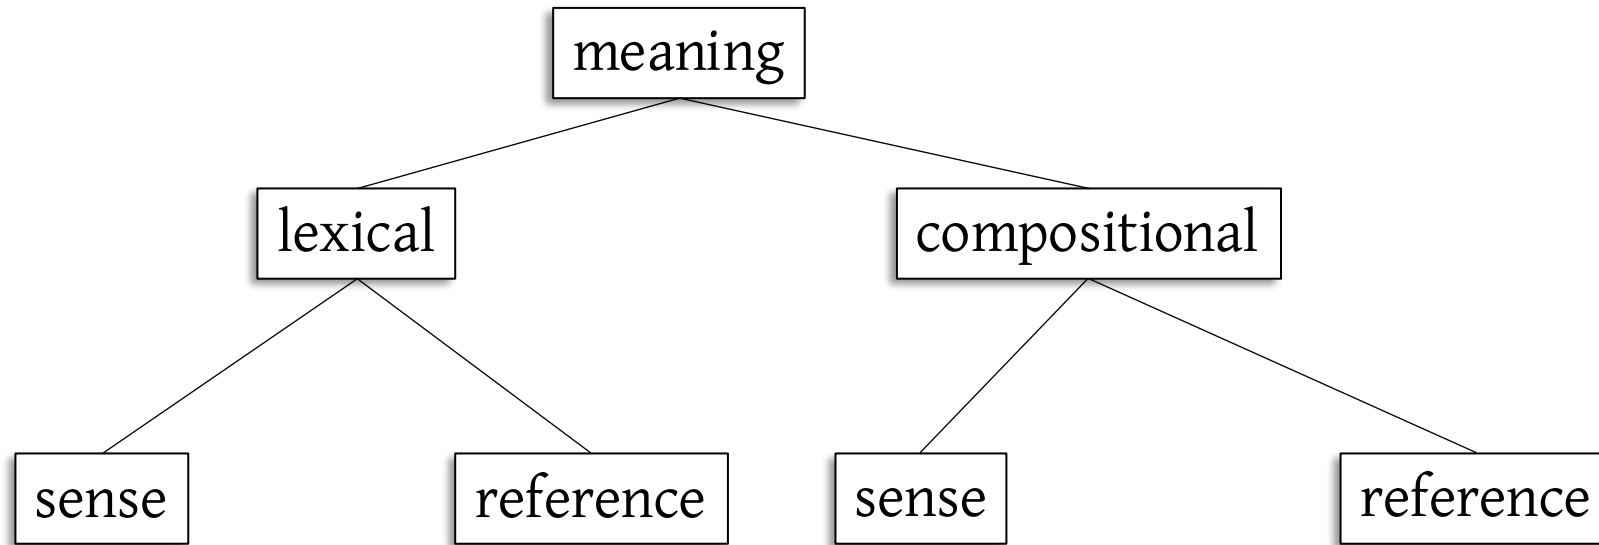 meaning
lexical
compositional
sense
reference
sense
reference